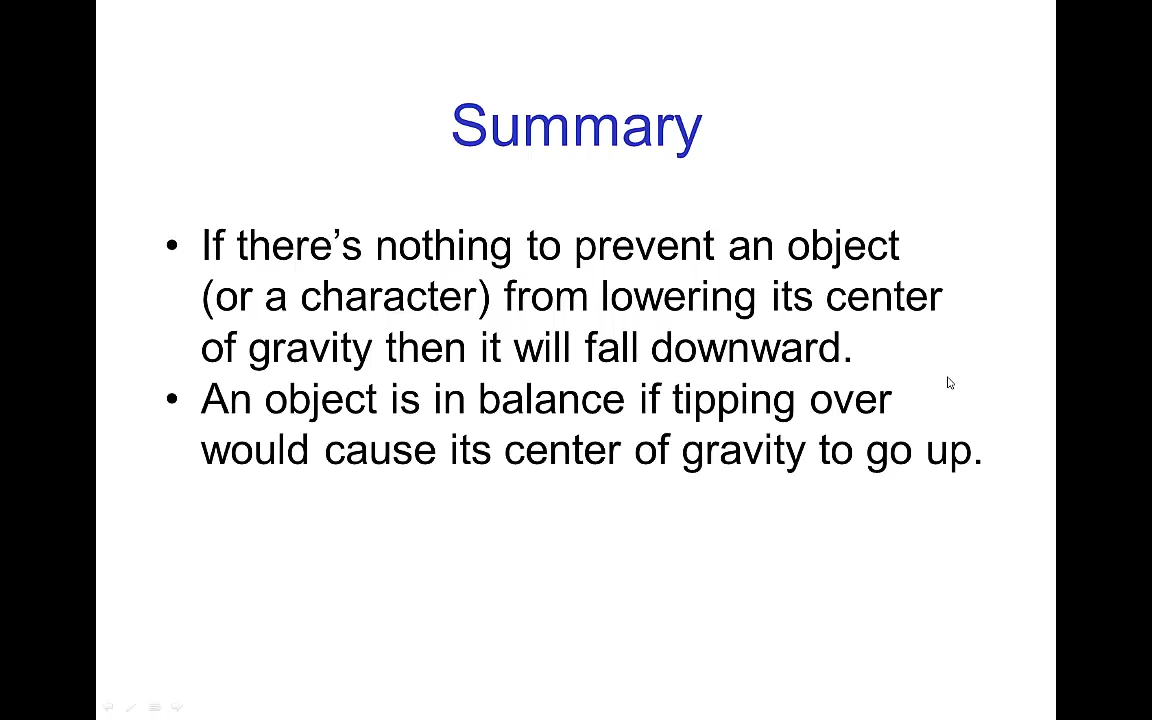 Summary
• If there’s nothing to prevent an object
(or a character) from lowering its center
of gravity then it will fall downward.
• An object is in balance if tipping over
would cause its center of gravity to go up.